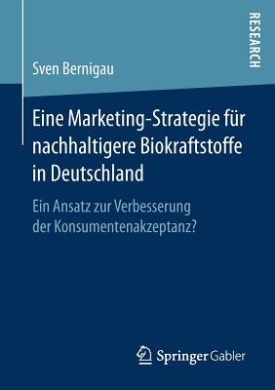 RESEARCH
Sven Bernigau
Eine Marketing-Strategie für
nachhaltigere Biokraftstoffe
in Deutschland
Ein Ansatz zur Verbesserung
der Konsumentenakzeptanz?
Springer Gabler